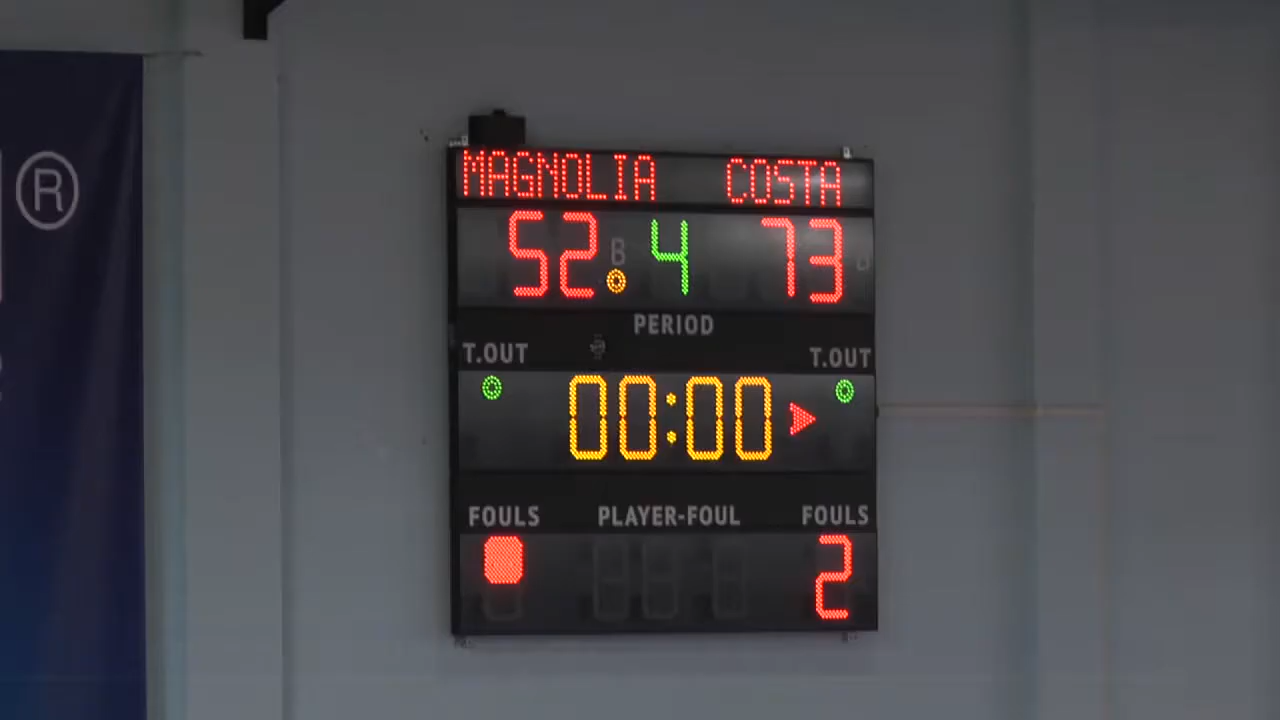 ®
MAGNOLIA COSTA
52 B 4 73
PERIOD
T.OUT T.OUT
00:00
FOULS PLAYER-FOUL FOULS
2